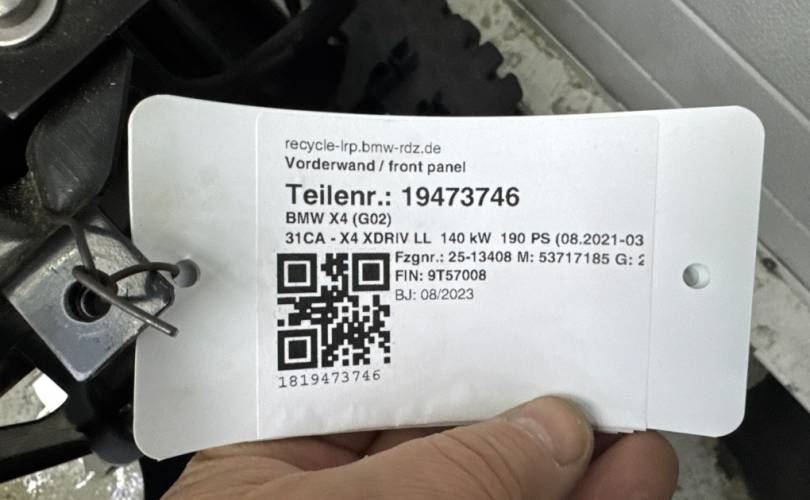 recycle-lrp.bmw-rdz.de
Vorderwand / front panel
Teilenr.: 19473746
BMW X4 (G02)
31CA - X4 XDRIV LL 140 kW 190 PS (08.2021-03
Fzgnr.: 25-13408 M: 53717185 G: 2
FIN: 9T57008
BJ: 08/2023
1819473746